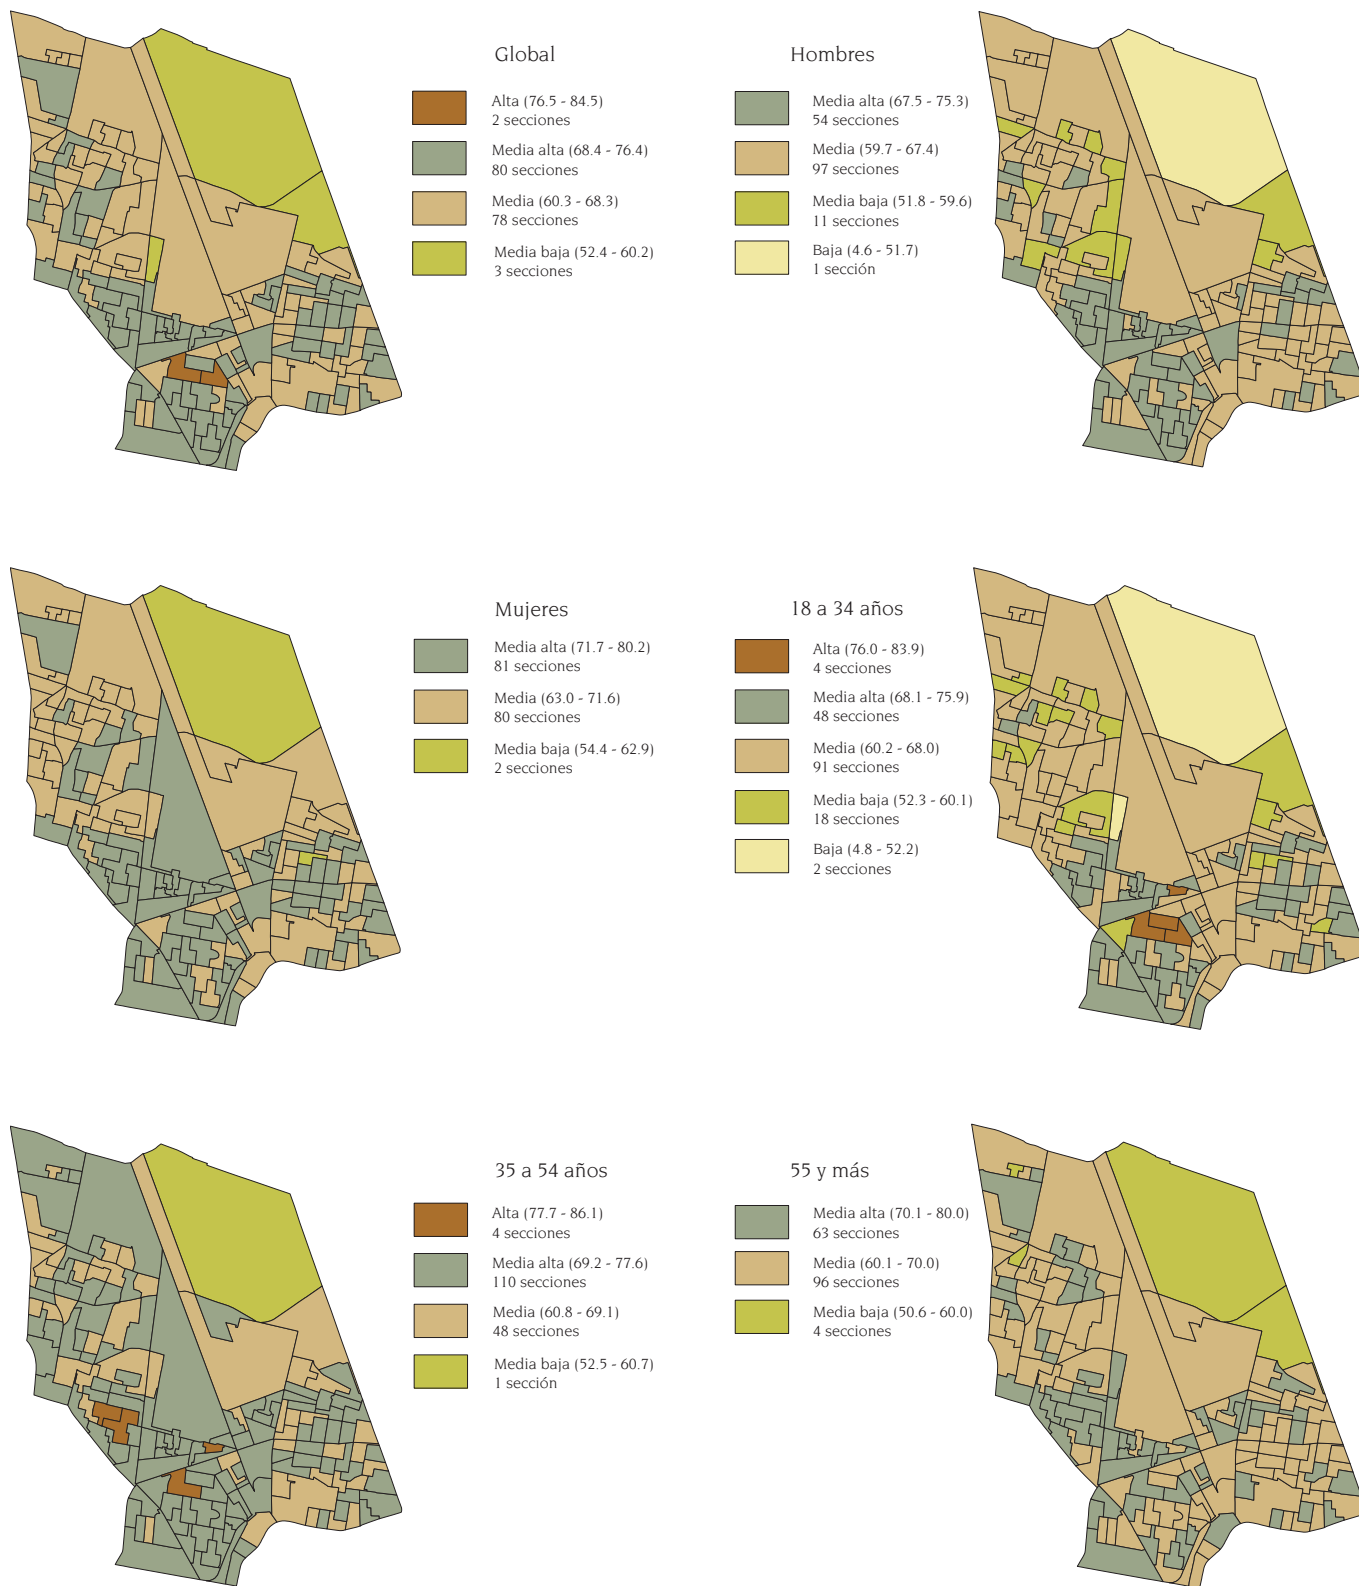 Global
Alta (76.5 - 84.5)
2 secciones
Media alta (68.4 - 76.4)
80 secciones
Media (60.3 - 68.3)
78 secciones
Media baja (52.4 - 60.2)
3 secciones
Hombres
Media alta (67.5 - 75.3)
54 secciones
Media (59.7 - 67.4)
97 secciones
Media baja (51.8 - 59.6)
11 secciones
Baja (4.6 - 51.7)
1 sección
Mujeres
Media alta (71.7 - 80.2)
81 secciones
Media (63.0 - 71.6)
80 secciones
Media baja (54.4 - 62.9)
2 secciones
18 a 34 años
Alta (76.0 - 83.9)
4 secciones
Media alta (68.1 - 75.9)
48 secciones
Media (60.2 - 68.0)
91 secciones
Media baja (52.3 - 60.1)
18 secciones
Baja (4.8 - 52.2)
2 secciones
35 a 54 años
Alta (77.7 - 86.1)
4 secciones
Media alta (69.2 - 77.6)
110 secciones
Media (60.8 - 69.1)
48 secciones
Media baja (52.5 - 60.7)
1 sección
55 y más
Media alta (70.1 - 80.0)
63 secciones
Media (60.1 - 70.0)
96 secciones
Media baja (50.6 - 60.0)
4 secciones